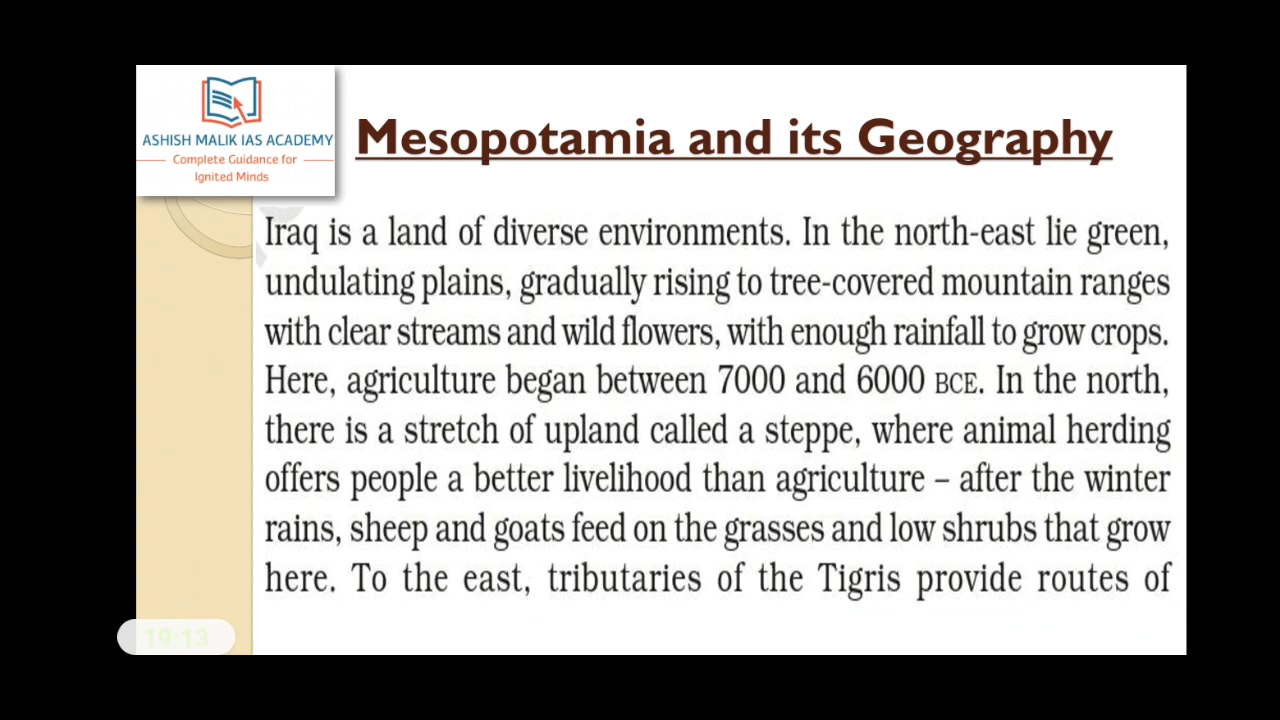 ASHISH MALIK IAS ACADEMY
Complete Guidance for
Ignited Minds
Mesopotamia and its Geography
Iraq is a land of diverse environments. In the north-east lie green,
undulating plains, gradually rising to tree-covered mountain ranges
with clear streams and wild flowers, with enough rainfall to grow crops.
Here, agriculture began between 7000 and 6000 BCE. In the north,
there is a stretch of upland called a steppe, where animal herding
offers people a better livelihood than agriculture – after the winter
rains, sheep and goats feed on the grasses and low shrubs that grow
here. To the east, tributaries of the Tigris provide routes of
19:13